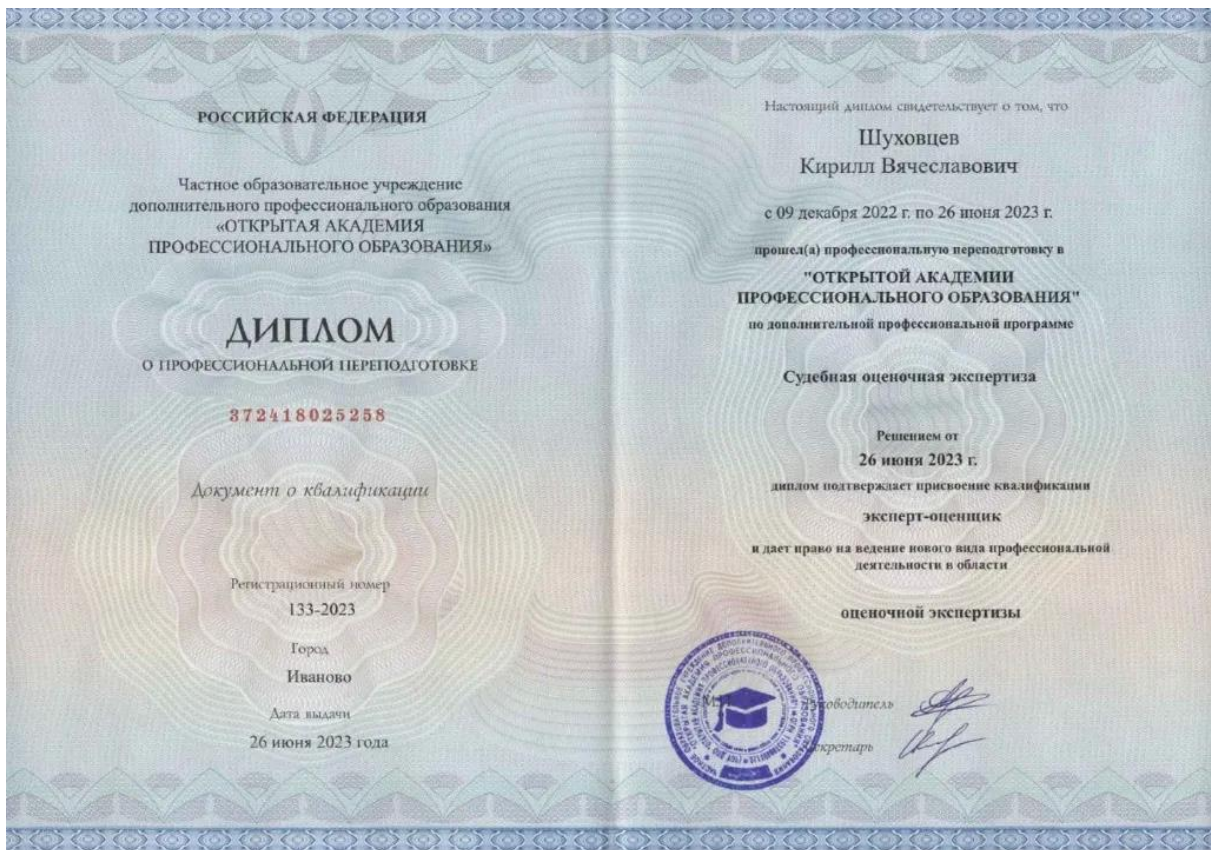 РОССИЙСКАЯ ФЕДЕРАЦИЯ
Частное образовательное учреждение
дополнительного профессионального образования
«ОТКРЫТАЯ АКАДЕМИЯ
ПРОФЕССИОНАЛЬНОГО ОБРАЗОВАНИЯ»
ДИПЛОМ
О ПРОФЕССИОНАЛЬНОЙ ПЕРЕПОДГОТОВКЕ
372418025258
Документ о квалификации
Регистрационный номер
133-2023
Город
Иваново
Дата выдачи
26 июня 2023 года
Настоящий диплом свидетельствует о том, что
Шуховцев
Кирилл Вячеславович
с 09 декабря 2022 г. по 26 июня 2023 г.
прошел(а) профессиональную переподготовку в
"ОТКРЫТОЙ АКАДЕМИИ
ПРОФЕССИОНАЛЬНОГО ОБРАЗОВАНИЯ"
по дополнительной профессиональной программе
Судебная оценочная экспертиза
Решением от
26 июня 2023 г.
диплом подтверждает присвоение квалификации
эксперт-оценщик
и дает право на ведение нового вида профессиональной
деятельности в области
оценочной экспертизы
М.П.
Руководитель
Секретарь